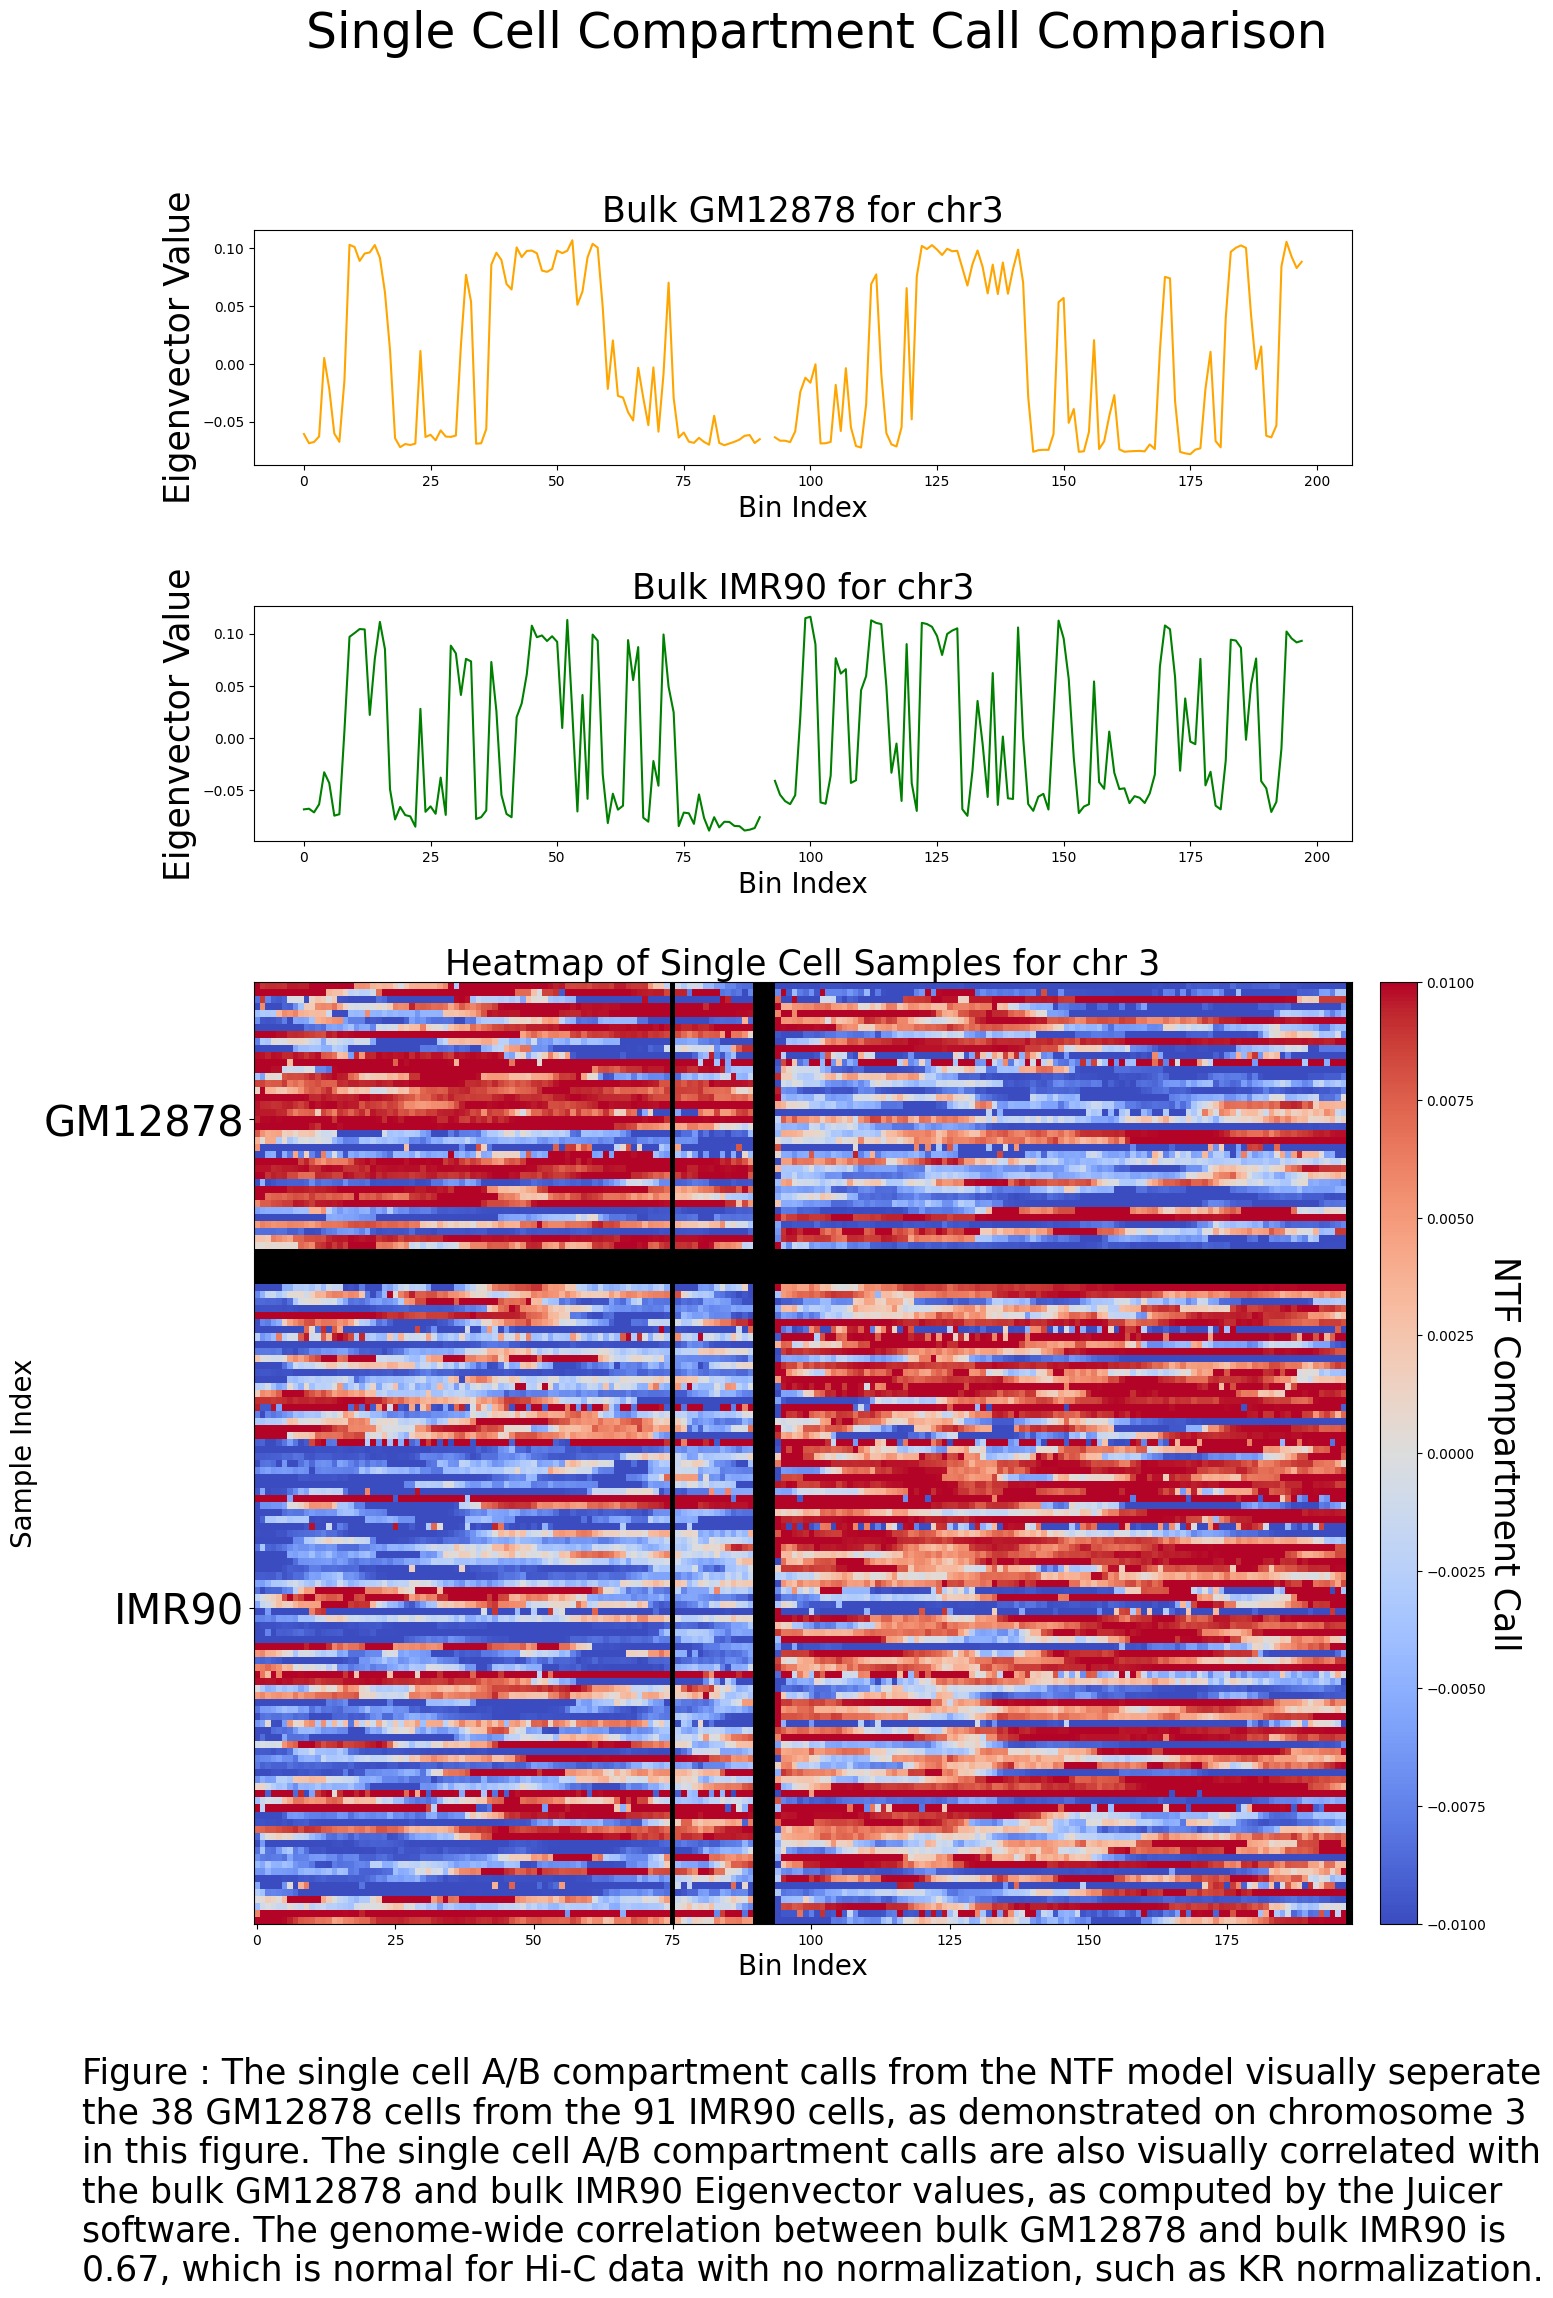 Single Cell Compartment Call Comparison
Bulk GM12878 for chr3
Eigenvector Value
0.10
0.05
0.00
−0.05
0
25
50
75
100
125
150
175
200
Bin Index
Bulk IMR90 for chr3
Eigenvector Value
0.10
0.05
0.00
−0.05
0
25
50
75
100
125
150
175
200
Bin Index
Heatmap of Single Cell Samples for chr 3
Sample Index
GM12878
IMR90
0
25
50
75
100
125
150
175
Bin Index
0.0100
0.0075
0.0050
0.0025
0.0000
−0.0025
−0.0050
−0.0075
−0.0100
NTF Compartment Call
Figure : The single cell A/B compartment calls from the NTF model visually seperate
the 38 GM12878 cells from the 91 IMR90 cells, as demonstrated on chromosome 3
in this figure. The single cell A/B compartment calls are also visually correlated with
the bulk GM12878 and bulk IMR90 Eigenvector values, as computed by the Juicer
software. The genome-wide correlation between bulk GM12878 and bulk IMR90 is
0.67, which is normal for Hi-C data with no normalization, such as KR normalization.